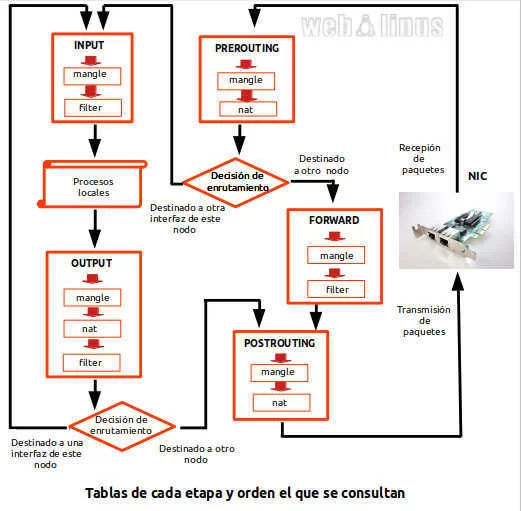 web linus
INPUT
mangle
filter
PREROUTING
mangle
nat
Recepión
de
paquetes
NIC
Procesos
locales
Decisión de
enrutamiento
Destinado
a otro nodo
Destinado a otra
interfaz de este
nodo
FORWARD
mangle
filter
OUTPUT
mangle
nat
filter
Transmisión
de
paquetes
POSTROUTING
mangle
nat
Decisión de
enrutamiento
Destinado a una
interfaz de este
nodo
Destinado a otro
nodo
Tablas de cada etapa y orden el que se consultan